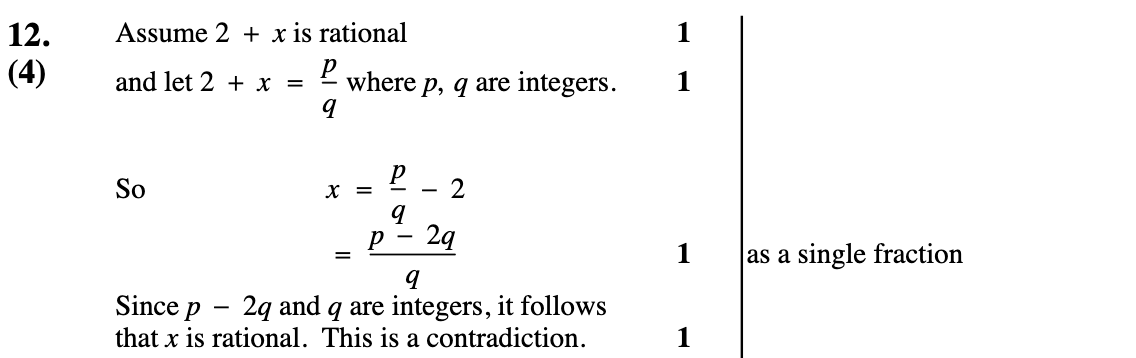 12. Assume 2 + x is rational 1
(4) and let 2 + x = p/q where p, q are integers. 1
So x = p/q − 2
= (p − 2q)/q 1 as a single fraction
Since p − 2q and q are integers, it follows
that x is rational. This is a contradiction. 1